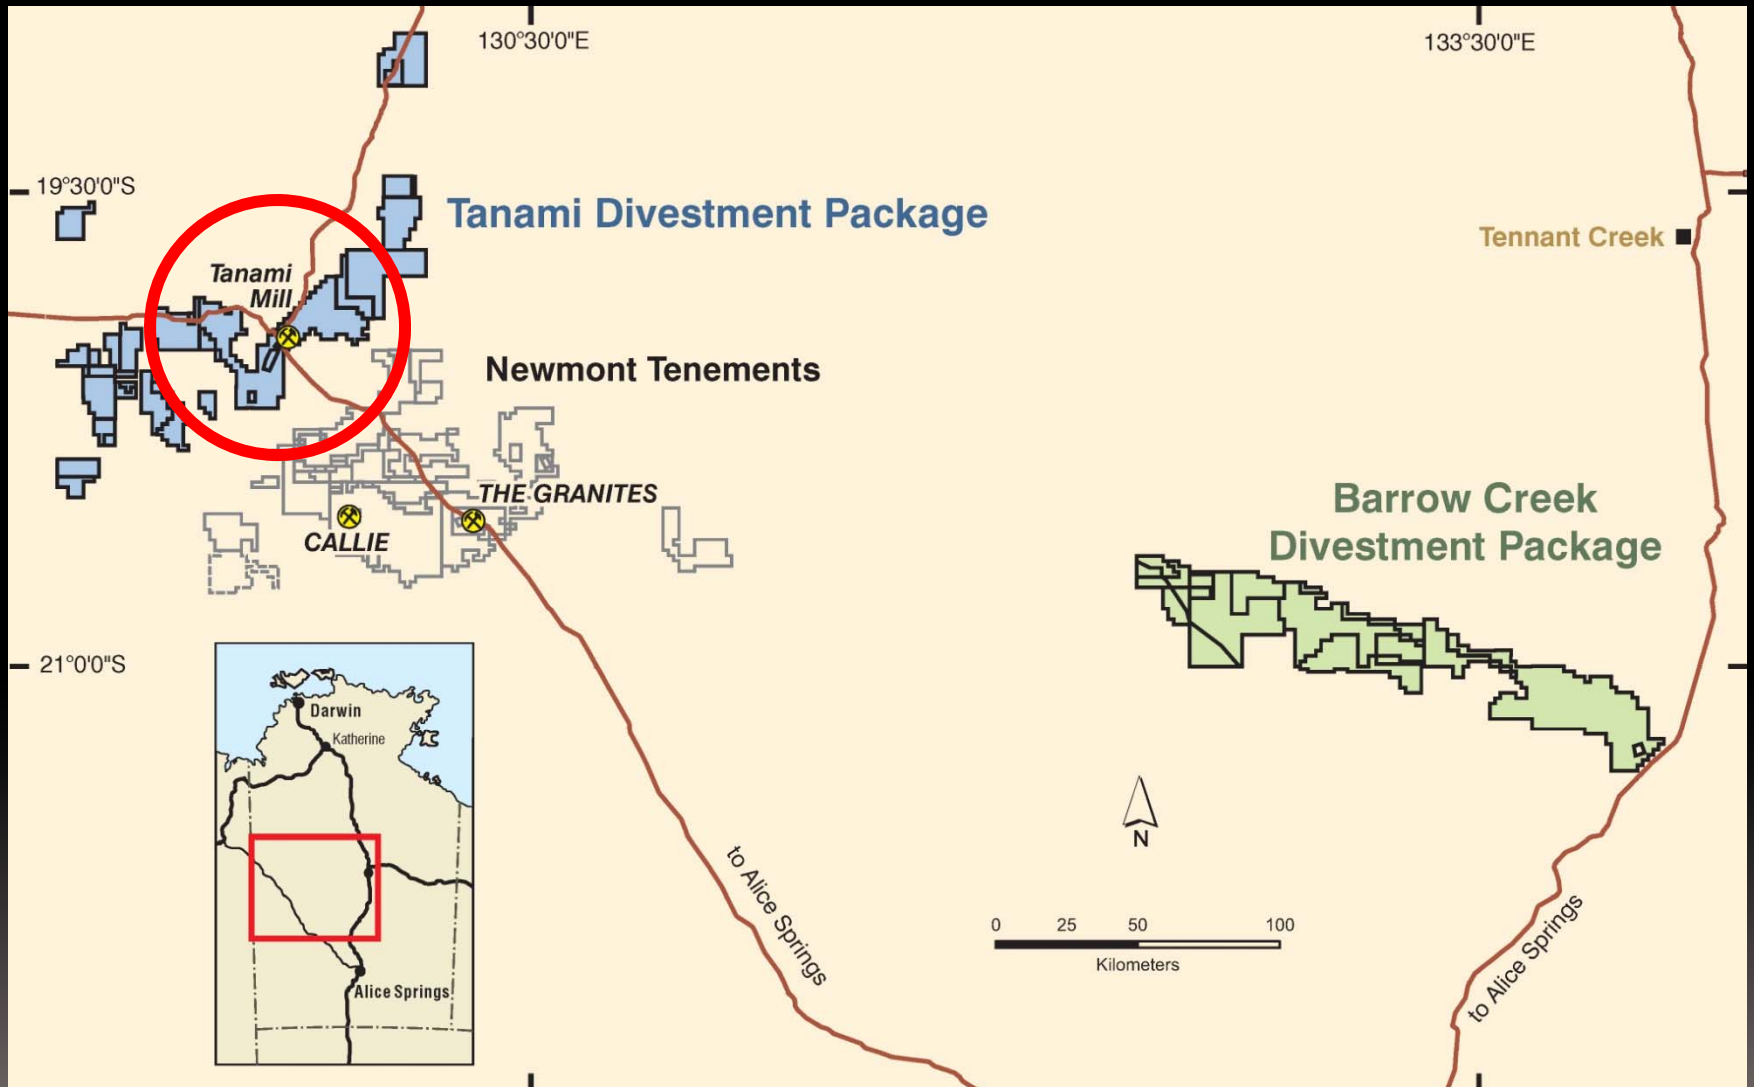 130°30'0"E
133°30'0"E
19°30'0"S
Tanami Divestment Package
Tennant Creek
Tanami
Mill
Newmont Tenements
THE GRANITES
CALLIE
Barrow Creek
Divestment Package
21°0'0"S
Darwin
Katherine
Alice Springs
N
to Alice Springs
0 25 50 100
Kilometers
to Alice Springs